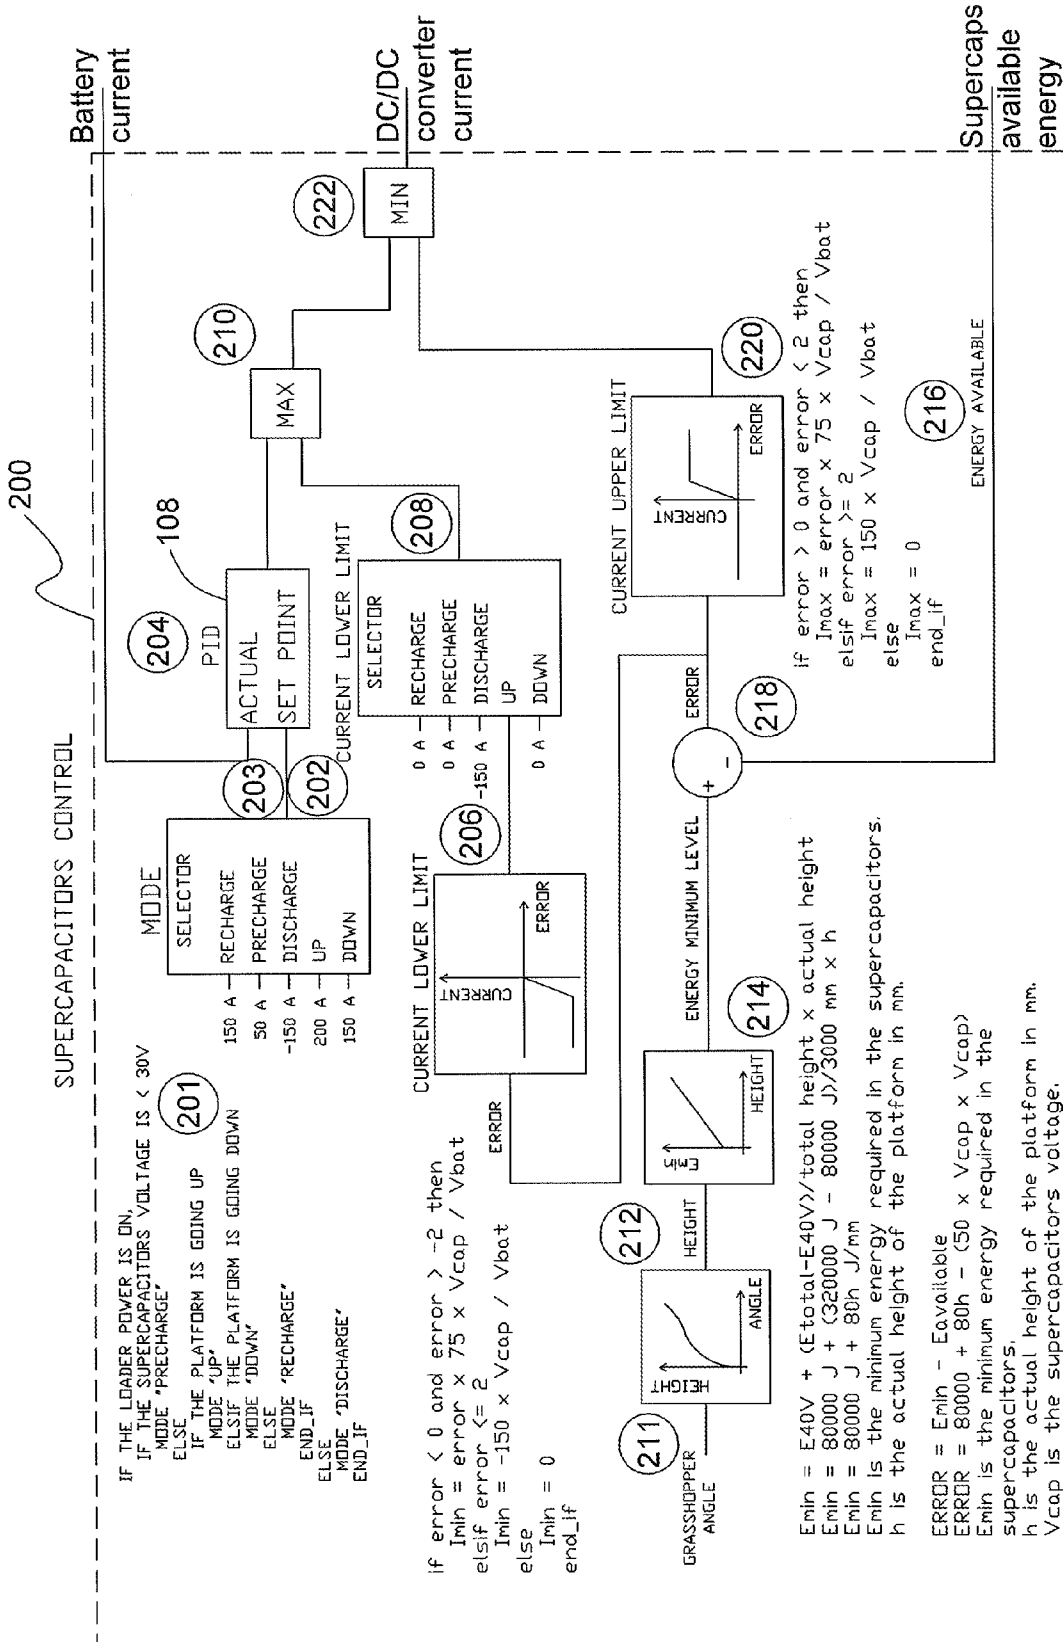 200
SUPERCAPACITORS CONTROL
Battery
current
IF THE LOADER POWER IS ON,
IF THE SUPERCAPACITORS VOLTAGE IS < 30V
MODE "PRECHARGE"
ELSE
IF THE PLATFORM IS GOING UP
MODE "UP"
ELSIF THE PLATFORM IS GOING DOWN
MODE "DOWN"
ELSE
MODE "RECHARGE"
END_IF
ELSE
MODE "DISCHARGE"
END_IF
201
MODE
SELECTOR
150 A RECHARGE
50 A PRECHARGE
-150 A DISCHARGE
200 A UP
150 A DOWN
203
202
204
PID
108
ACTUAL
SET POINT
210
MAX
222
MIN
DC/DC
converter
current
CURRENT LOWER LIMIT
208
SELECTOR
0 A RECHARGE
0 A PRECHARGE
-150 A DISCHARGE
UP
0 A DOWN
206
CURRENT LOWER LIMIT
CURRENT
ERROR
ERROR
if error < 0 and error > -2 then
Imin = error x 75 x Vcap / Vbat
elsif error <= 2
Imin = -150 x Vcap / Vbat
else
Imin = 0
end_if
211
GRASSHOPPER
ANGLE
HEIGHT
ANGLE
212
HEIGHT
Emin
HEIGHT
214
ENERGY MINIMUM LEVEL
+
-
218
ERROR
CURRENT UPPER LIMIT
CURRENT
ERROR
220
if error > 0 and error < 2 then
Imax = error x 75 x Vcap / Vbat
elsif error >= 2
Imax = 150 x Vcap / Vbat
else
Imax = 0
end_if
216
ENERGY AVAILABLE
Supercaps
available
energy
Emin = E40V + (Etotal-E40V)/total height x actual height
Emin = 80000 J + (320000 J - 80000 J)/3000 mm x h
Emin = 80000 J + 80h J/mm
Emin is the minimum energy required in the supercapacitors.
h is the actual height of the platform in mm.
ERROR = Emin - Eavailable
ERROR = 80000 + 80h - (50 x Vcap x Vcap)
Emin is the minimum energy required in the
supercapacitors.
h is the actual height of the platform in mm.
Vcap is the supercapacitors voltage.